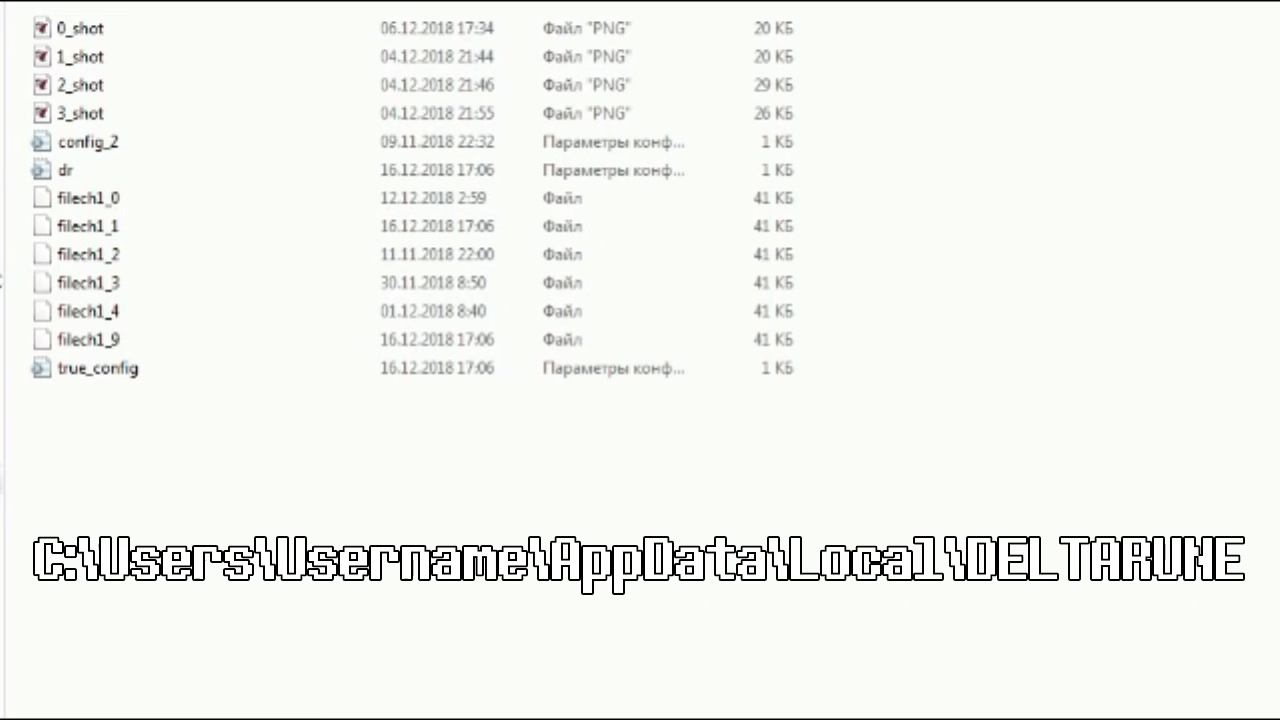 0_shot 06.12.2018 17:34 Файл "PNG" 20 КБ
1_shot 04.12.2018 21:44 Файл "PNG" 20 КБ
2_shot 04.12.2018 21:46 Файл "PNG" 29 КБ
3_shot 04.12.2018 21:55 Файл "PNG" 26 КБ
config_2 09.11.2018 22:32 Параметры конф... 1 КБ
dr 16.12.2018 17:06 Параметры конф... 1 КБ
filech1_0 12.12.2018 2:59 Файл 41 КБ
filech1_1 16.12.2018 17:06 Файл 41 КБ
filech1_2 11.11.2018 22:00 Файл 41 КБ
filech1_3 30.11.2018 8:50 Файл 41 КБ
filech1_4 01.12.2018 8:40 Файл 41 КБ
filech1_9 16.12.2018 17:06 Файл 41 КБ
true_config 16.12.2018 17:06 Параметры конф... 1 КБ
C:\Users\Username\AppData\Local\DELTARUNE